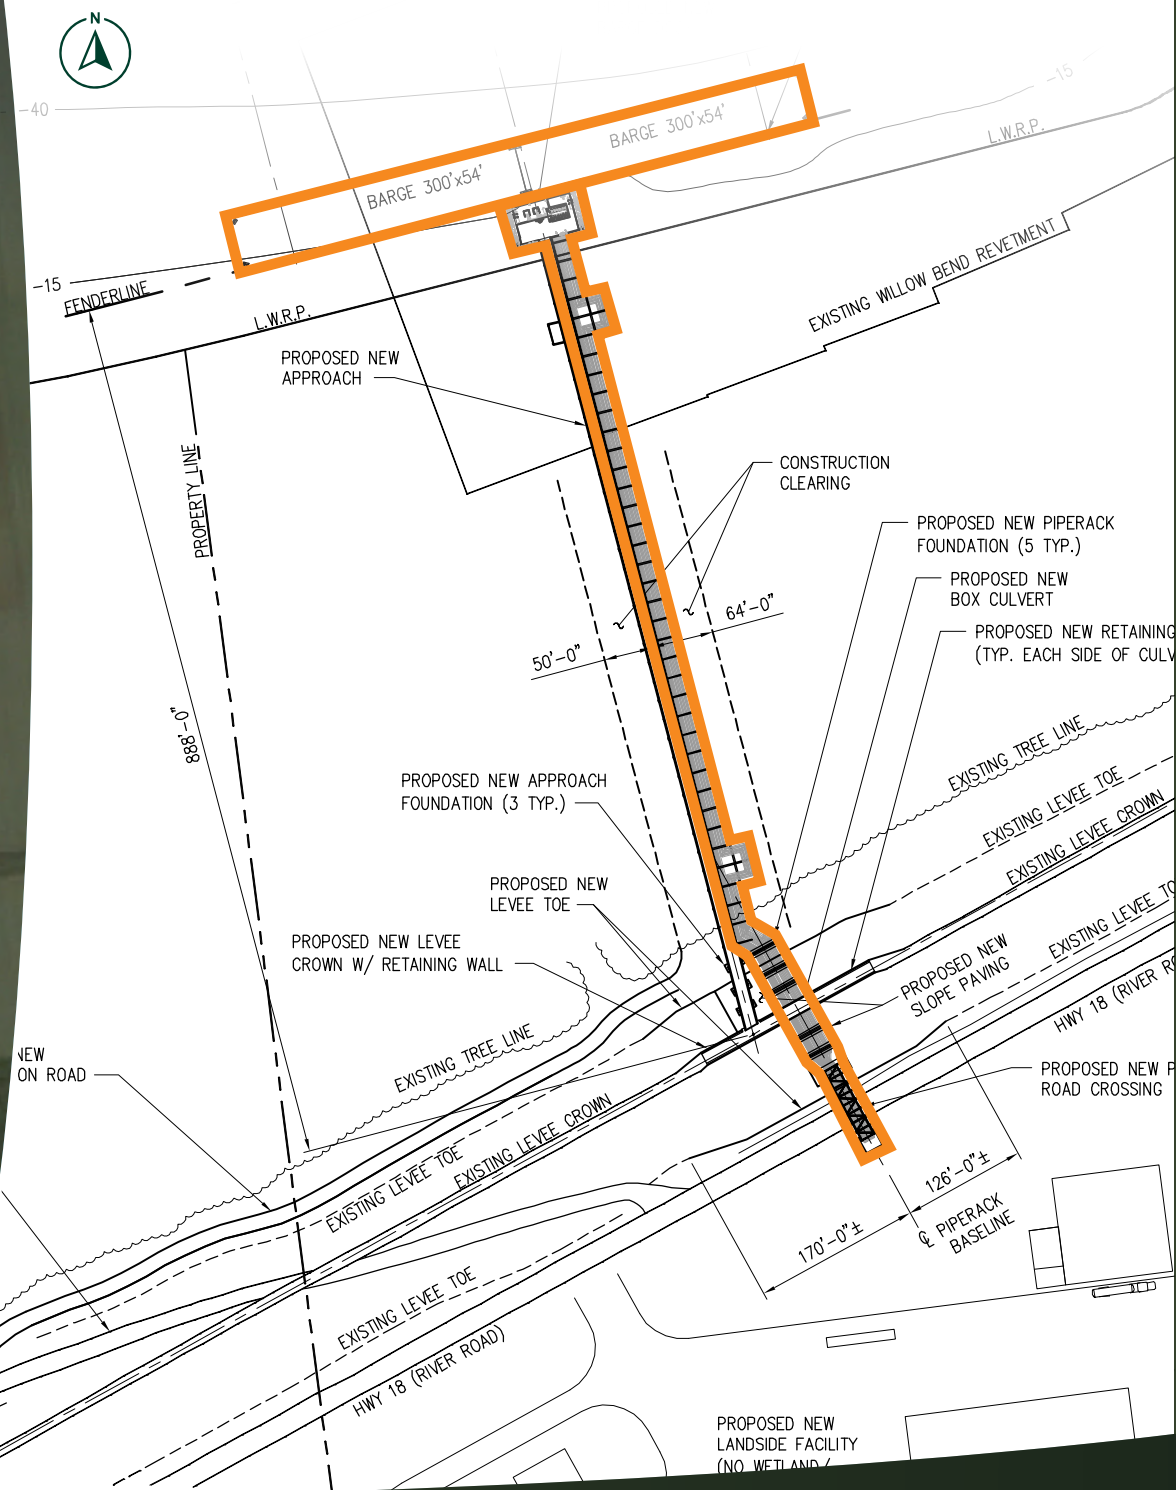 N
-40
-15
BARGE 300'x54'
BARGE 300'x54'
L.W.R.P.
-15
FENDERLINE
L.W.R.P.
EXISTING WILLOW BEND REVETMENT
PROPOSED NEW
APPROACH
PROPERTY LINE
CONSTRUCTION
CLEARING
PROPOSED NEW PIPERACK
FOUNDATION (5 TYP.)
PROPOSED NEW
BOX CULVERT
64'-0"
PROPOSED NEW RETAINING
(TYP. EACH SIDE OF CULV
50'-0"
888'-0"
EXISTING TREE LINE
PROPOSED NEW APPROACH
FOUNDATION (3 TYP.)
EXISTING LEVEE TOE
EXISTING LEVEE CROWN
PROPOSED NEW
LEVEE TOE
EXISTING LEVEE TO
PROPOSED NEW LEVEE
CROWN W/ RETAINING WALL
PROPOSED NEW
SLOPE PAVING
HWY 18 (RIVER RO
EXISTING TREE LINE
NEW
ON ROAD
PROPOSED NEW P
ROAD CROSSING
EXISTING LEVEE CROWN
EXISTING LEVEE TOE
126'-0"±
170'-0"±
℄ PIPERACK
BASELINE
EXISTING LEVEE TOE
HWY 18 (RIVER ROAD)
PROPOSED NEW
LANDSIDE FACILITY
(NO WETLAND/